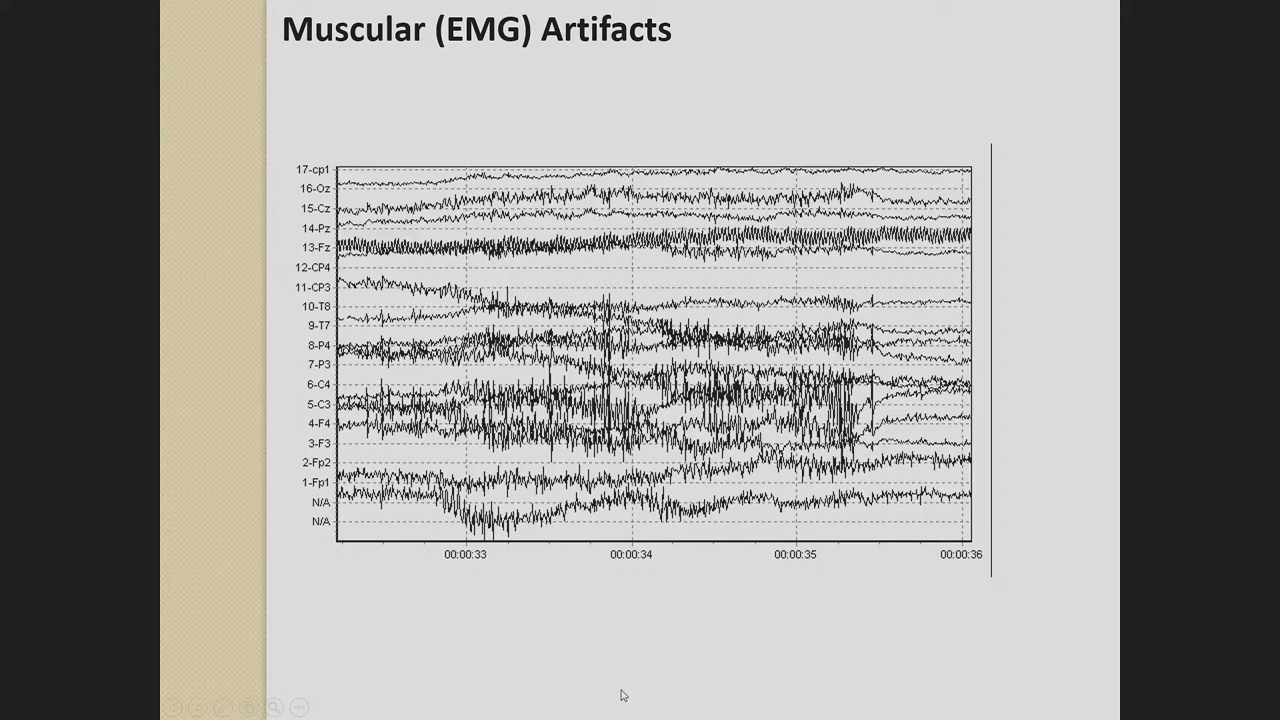 Muscular (EMG) Artifacts
17-cp1
16-Oz
15-Cz
14-Pz
13-Fz
12-CP4
11-CP3
10-T8
9-T7
8-P4
7-P3
6-C4
5-C3
4-F4
3-F3
2-Fp2
1-Fp1
N/A
N/A
00:00:33 00:00:34 00:00:35 00:00:36